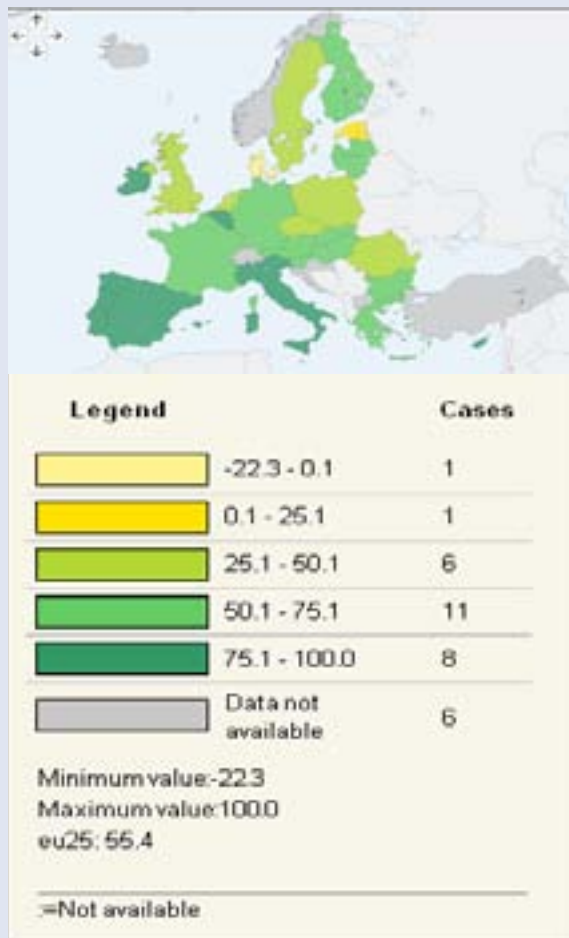 Legend Cases
-22.3 - 0.1 1
0.1 - 25.1 1
25.1 - 50.1 6
50.1 - 75.1 11
75.1 - 100.0 8
Data not
available 6
Minimum value:-22.3
Maximum value:100.0
eu25: 55.4
:=Not available